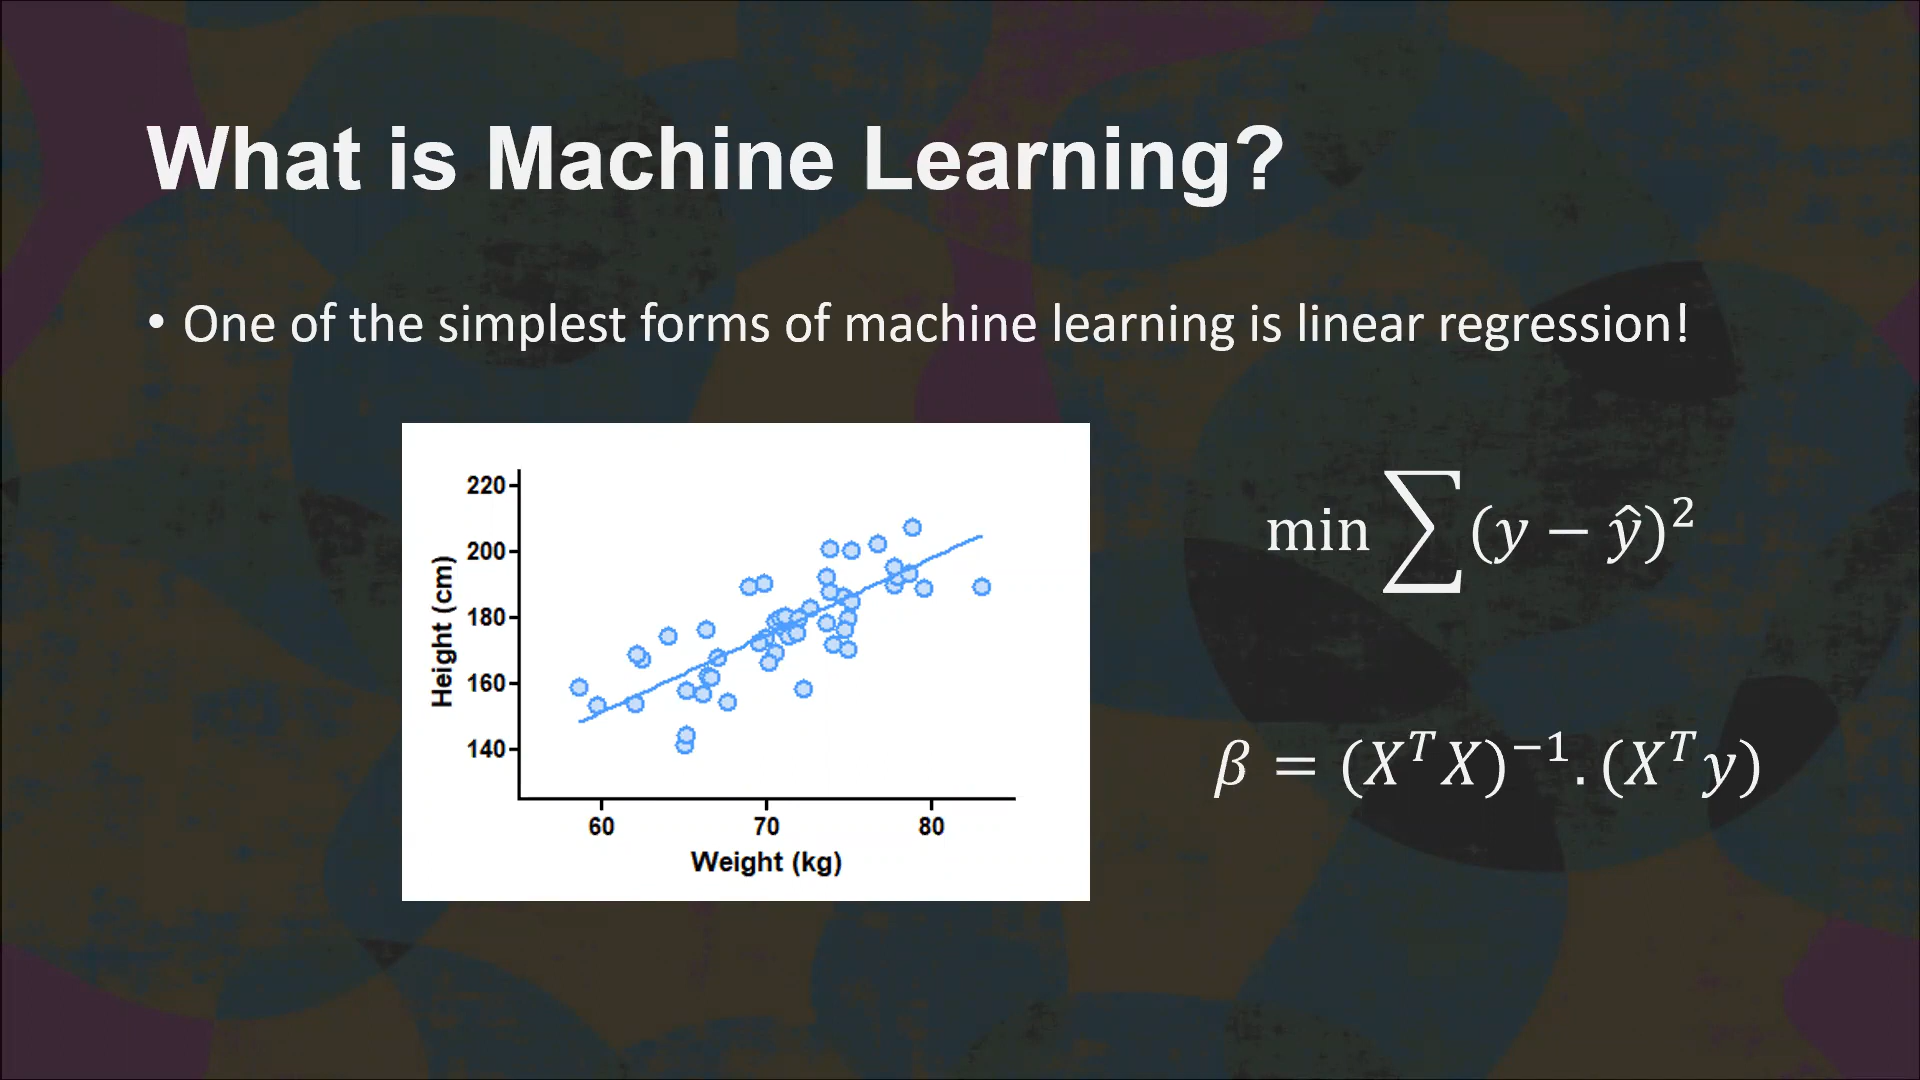 What is Machine Learning?
• One of the simplest forms of machine learning is linear regression!
220
200
180
160
140
Height (cm)
60 70 80
Weight (kg)
min ∑(y − ŷ)²
β = (XᵀX)⁻¹.(Xᵀy)